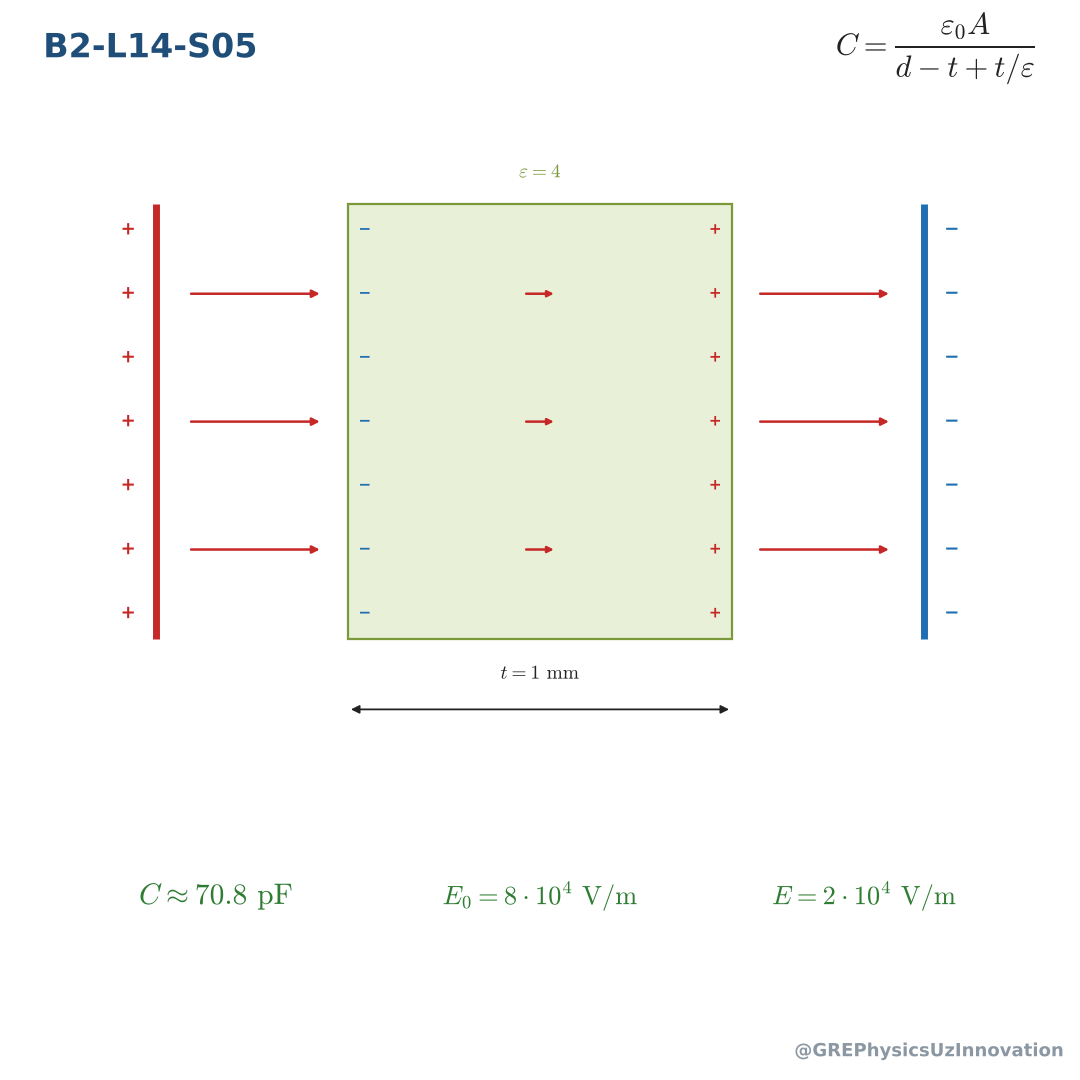 B2-L14-S05
C = ε₀A / (d − t + t/ε)
ε = 4
+ − + −
+ − + −
+ − + −
+ − + −
+ − + −
+ − + −
+ − + −
t = 1 mm
C ≈ 70.8 pF E₀ = 8 · 10⁴ V/m E = 2 · 10⁴ V/m
@GREPhysicsUzInnovation